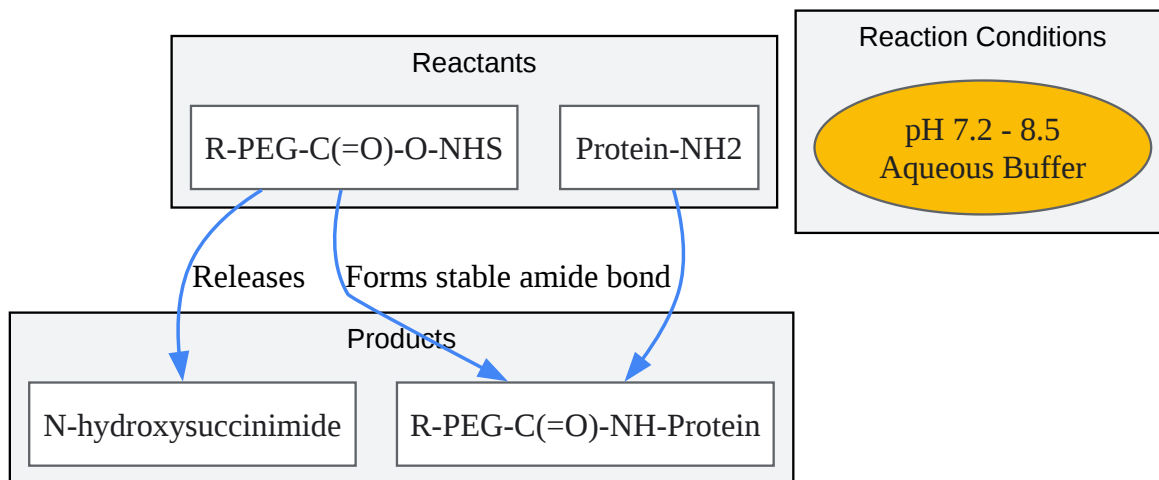 Reactants
R-PEG-C(=O)-O-NHS
Protein-NH2
Reaction Conditions
pH 7.2 - 8.5
Aqueous Buffer
Releases
Forms stable amide bond
Products
N-hydroxysuccinimide
R-PEG-C(=O)-NH-Protein